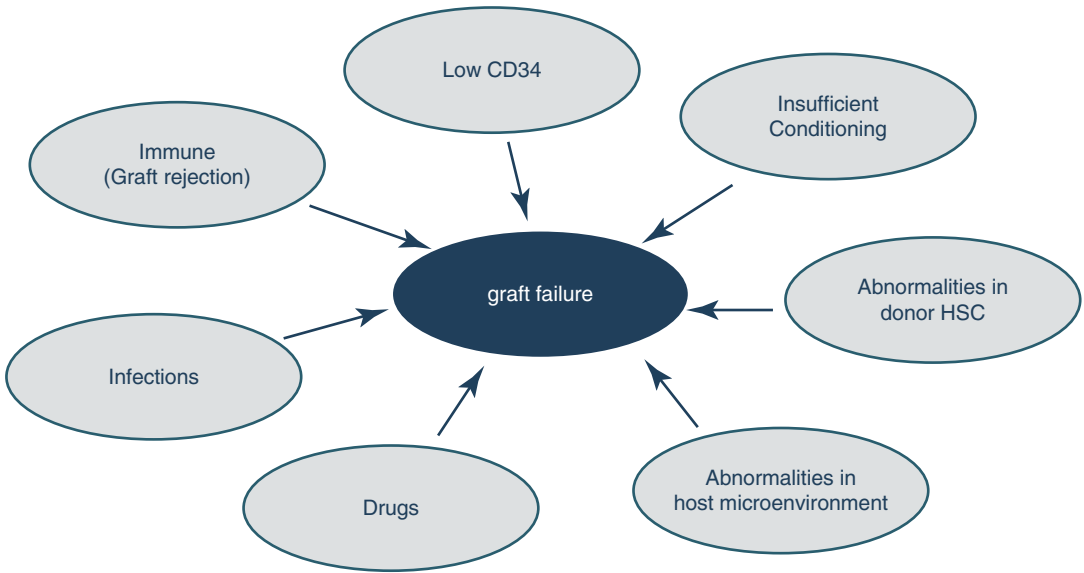 Low CD34
Insufficient
Conditioning
Immune
(Graft rejection)
graft failure
Abnormalities in
donor HSC
Infections
Abnormalities in
host microenvironment
Drugs